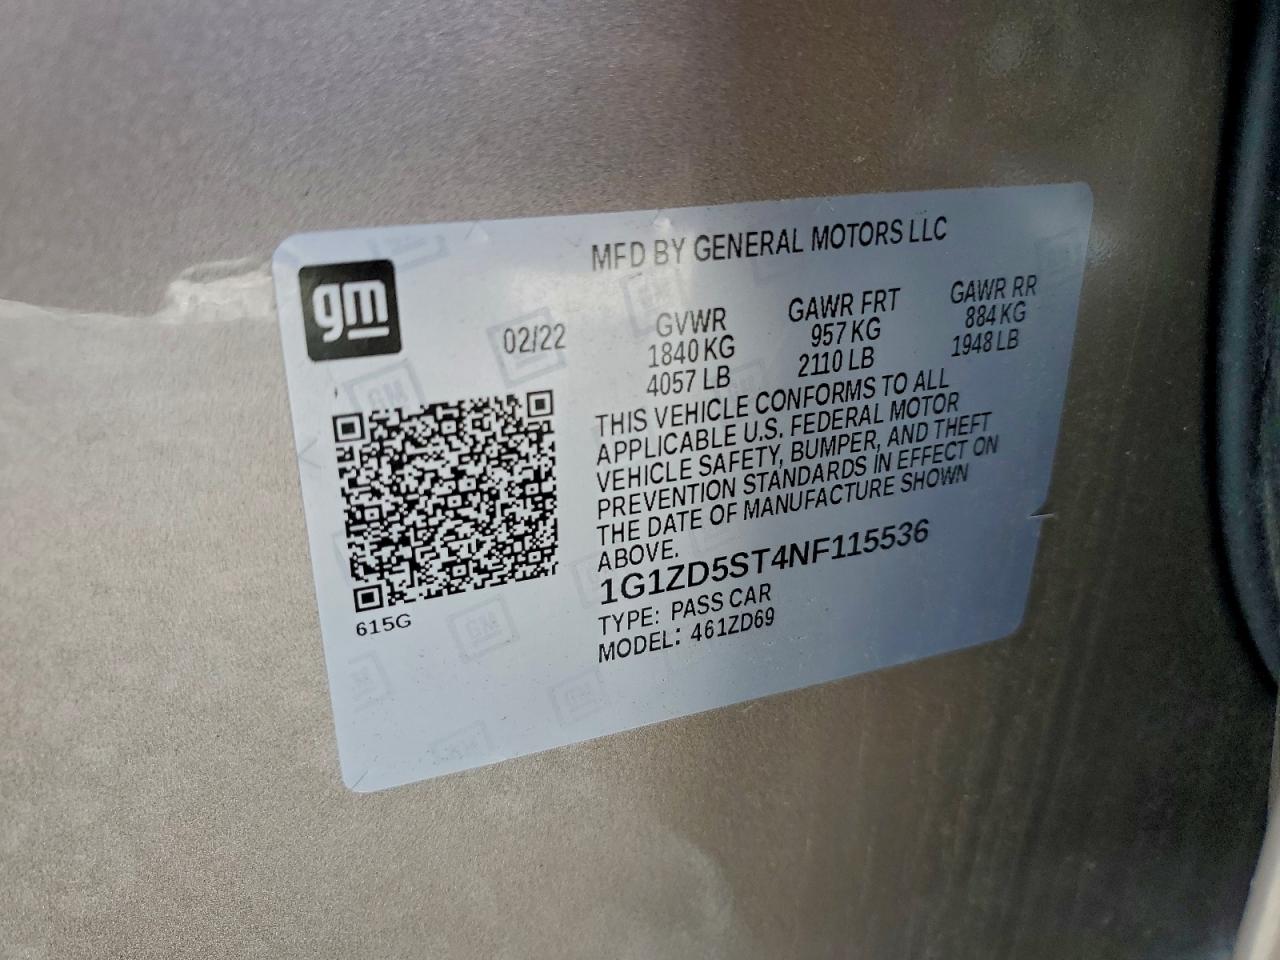 MFD BY GENERAL MOTORS LLC
gm
02/22
GVWR GAWR FRT GAWR RR
1840 KG 957 KG 884 KG
4057 LB 2110 LB 1948 LB
THIS VEHICLE CONFORMS TO ALL
APPLICABLE U.S. FEDERAL MOTOR
VEHICLE SAFETY, BUMPER, AND THEFT
PREVENTION STANDARDS IN EFFECT ON
THE DATE OF MANUFACTURE SHOWN
ABOVE.
1G1ZD5ST4NF115536
TYPE: PASS CAR
MODEL: 461ZD69
615G